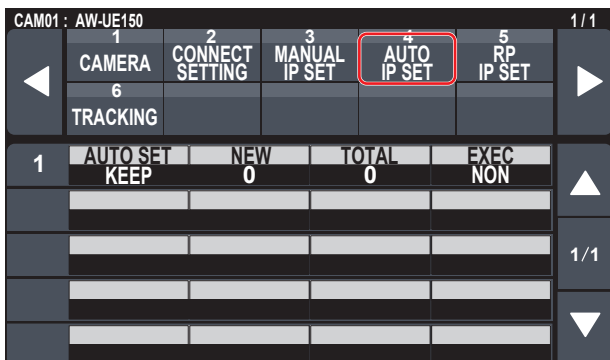 CAM01 : AW-UE150 1 / 1
1 2 3 4 5
CAMERA CONNECT SETTING MANUAL IP SET AUTO IP SET RP IP SET
6
TRACKING
1 AUTO SET NEW TOTAL EXEC
KEEP 0 0 NON
1/1